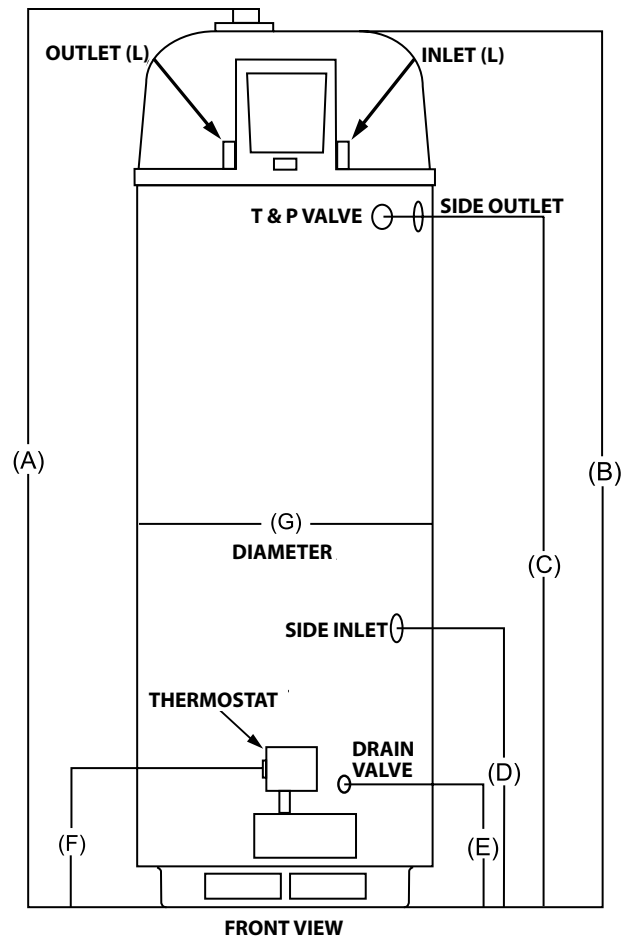 OUTLET (L)
INLET (L)
T & P VALVE
SIDE OUTLET
(A)
(B)
(G)
DIAMETER
(C)
SIDE INLET
THERMOSTAT
DRAIN
VALVE
(D)
(F)
(E)
FRONT VIEW